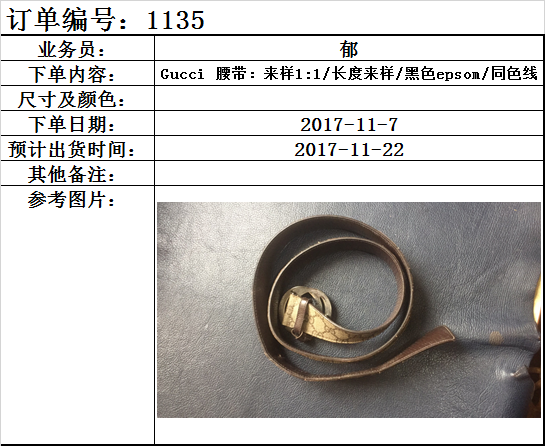 订单编号：1135
业务员：
郁
下单内容：
Gucci 腰带：来样1:1/长度来样/黑色epsom/同色线
尺寸及颜色：
下单日期：
2017-11-7
预计出货时间：
2017-11-22
其他备注：
参考图片：